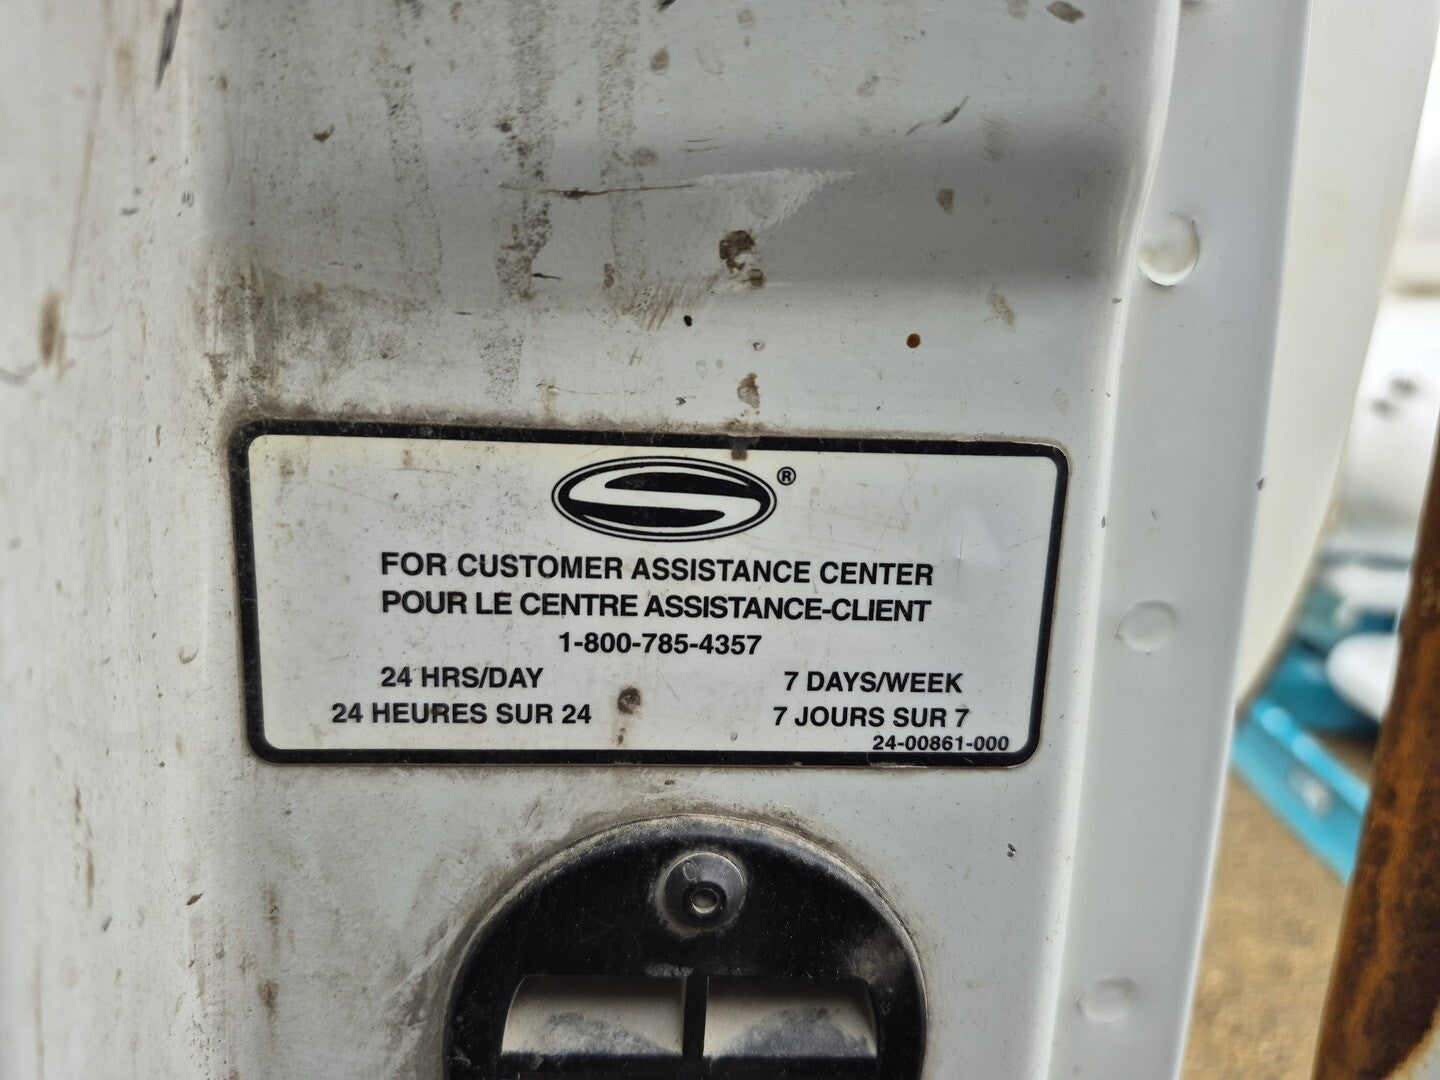 S®
FOR CUSTOMER ASSISTANCE CENTER
POUR LE CENTRE ASSISTANCE-CLIENT
1-800-785-4357
24 HRS/DAY 7 DAYS/WEEK
24 HEURES SUR 24 7 JOURS SUR 7
24-00861-000